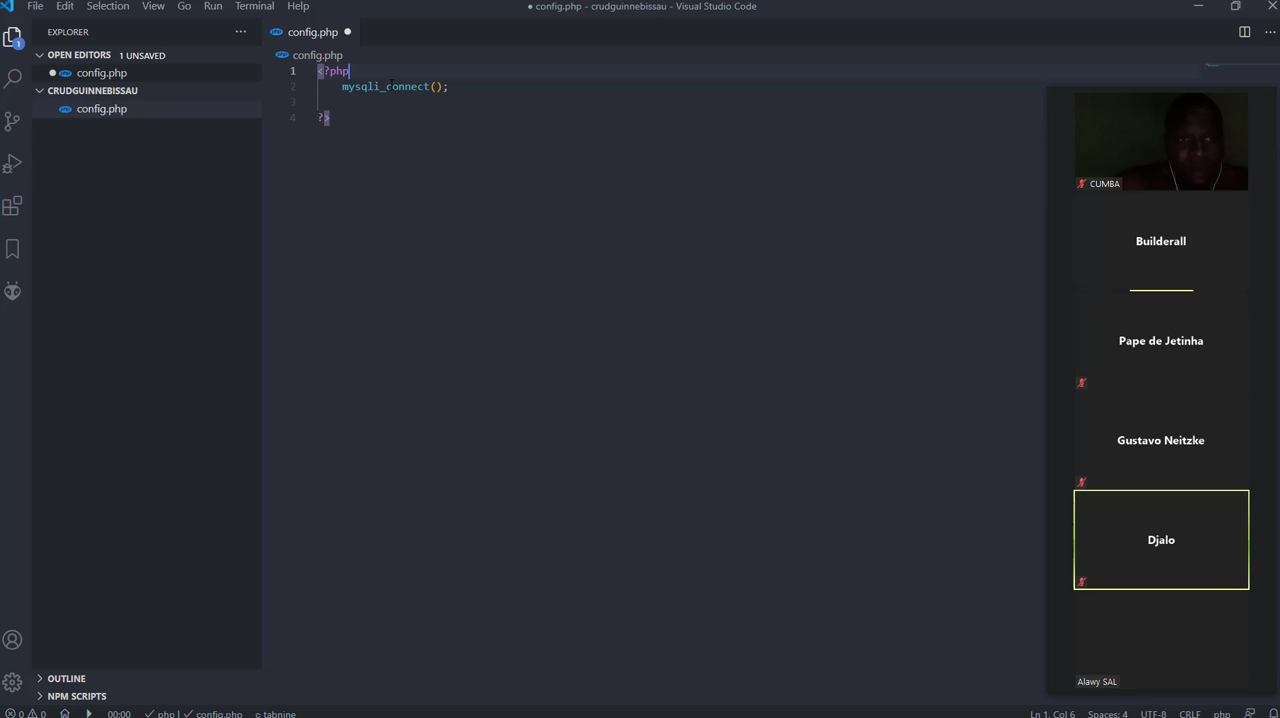 File Edit Selection View Go Run Terminal Help
● config.php - crudguinnebissau - Visual Studio Code
EXPLORER
config.php
OPEN EDITORS 1 UNSAVED
config.php
CRUDGUINNEBISSAU
config.php
config.php
1 <?php
2 mysqli_connect();
3
4 ?>
1
CUMBA
Builderall
Pape de Jetinha
Gustavo Neitzke
Djalo
Alawy SAL
OUTLINE
NPM SCRIPTS
0 0 00:00 php | config.php tabnine
Ln 1, Col 6 Spaces: 4 UTF-8 CRLF php